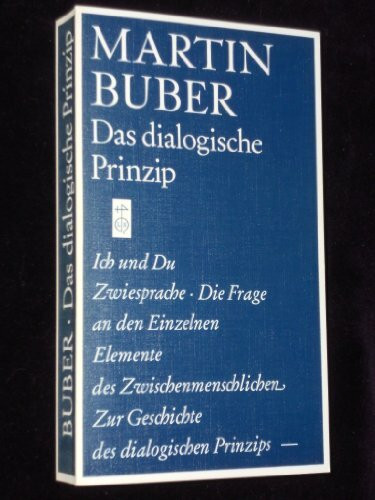 MARTIN
BUBER
Das dialogische
Prinzip
Ich und Du
Zwiesprache · Die Frage
an den Einzelnen
Elemente
des Zwischenmenschlichen
Zur Geschichte
des dialogischen Prinzips —
BUBER · Das dialogische Prinzip